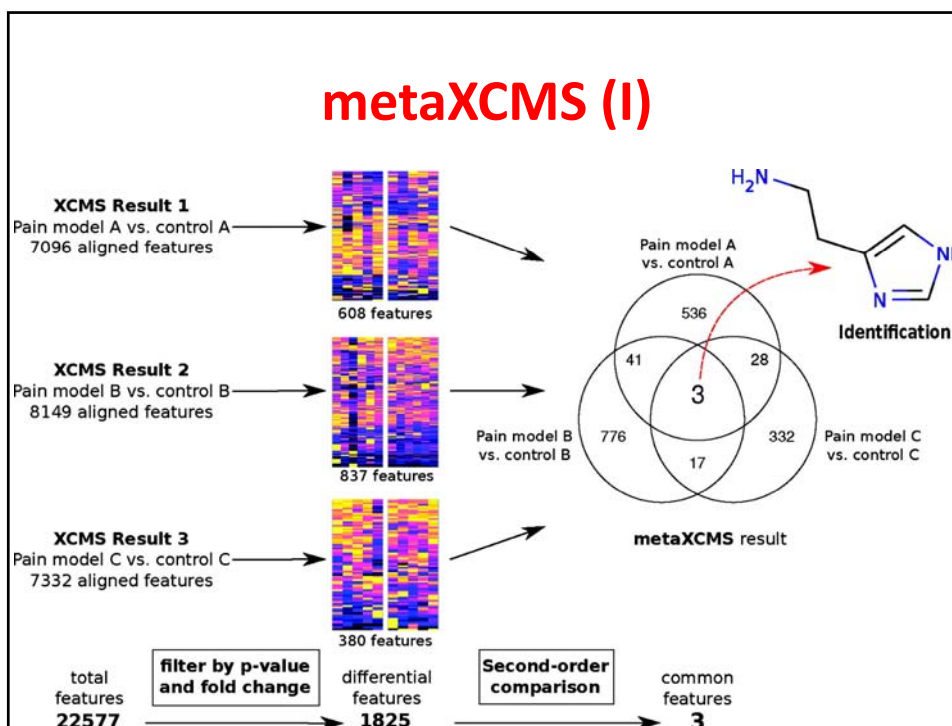 metaXCMS (I)
XCMS Result 1
Pain model A vs. control A
7096 aligned features
608 features
XCMS Result 2
Pain model B vs. control B
8149 aligned features
837 features
XCMS Result 3
Pain model C vs. control C
7332 aligned features
380 features
Pain model A
vs. control A
536
41
28
3
776
332
17
Pain model B
vs. control B
Pain model C
vs. control C
metaXCMS result
H₂N
N
NH
Identification
total
features
22577
filter by p-value
and fold change
differential
features
1825
Second-order
comparison
common
features
3